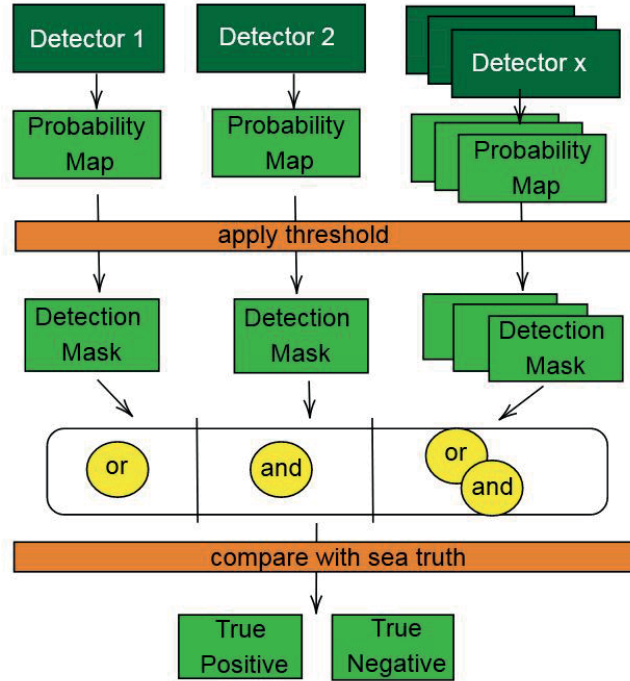 Detector 1
Detector 2
Detector x
Probability
Map
Probability
Map
Probability
Map
apply threshold
Detection
Mask
Detection
Mask
Detection
Mask
or
and
or
and
compare with sea truth
True
Positive
True
Negative